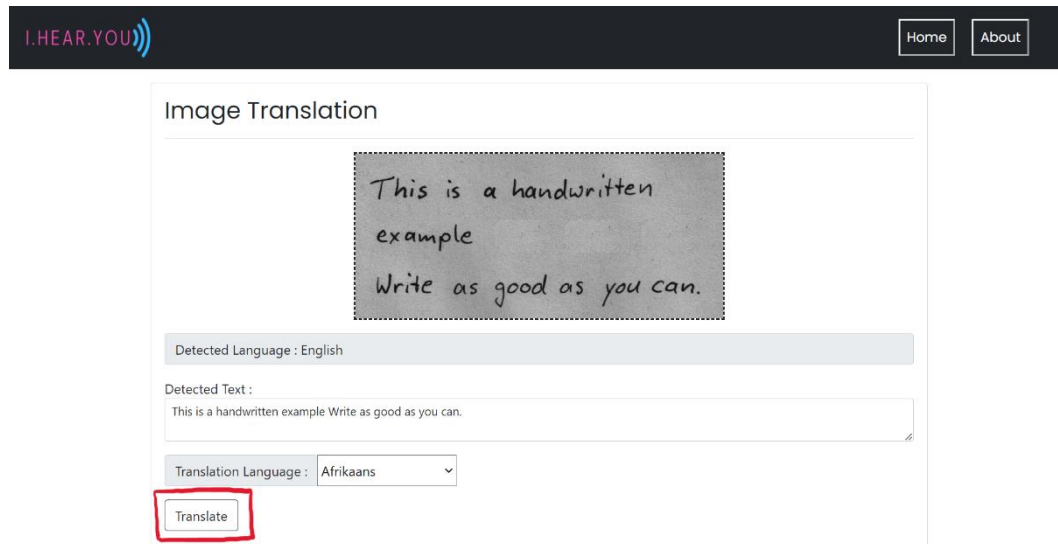 I.HEAR.YOU
Home
About
Image Translation
This is a handwritten
example
Write as good as you can.
Detected Language : English
Detected Text :
This is a handwritten example Write as good as you can.
Translation Language : Afrikaans
Translate